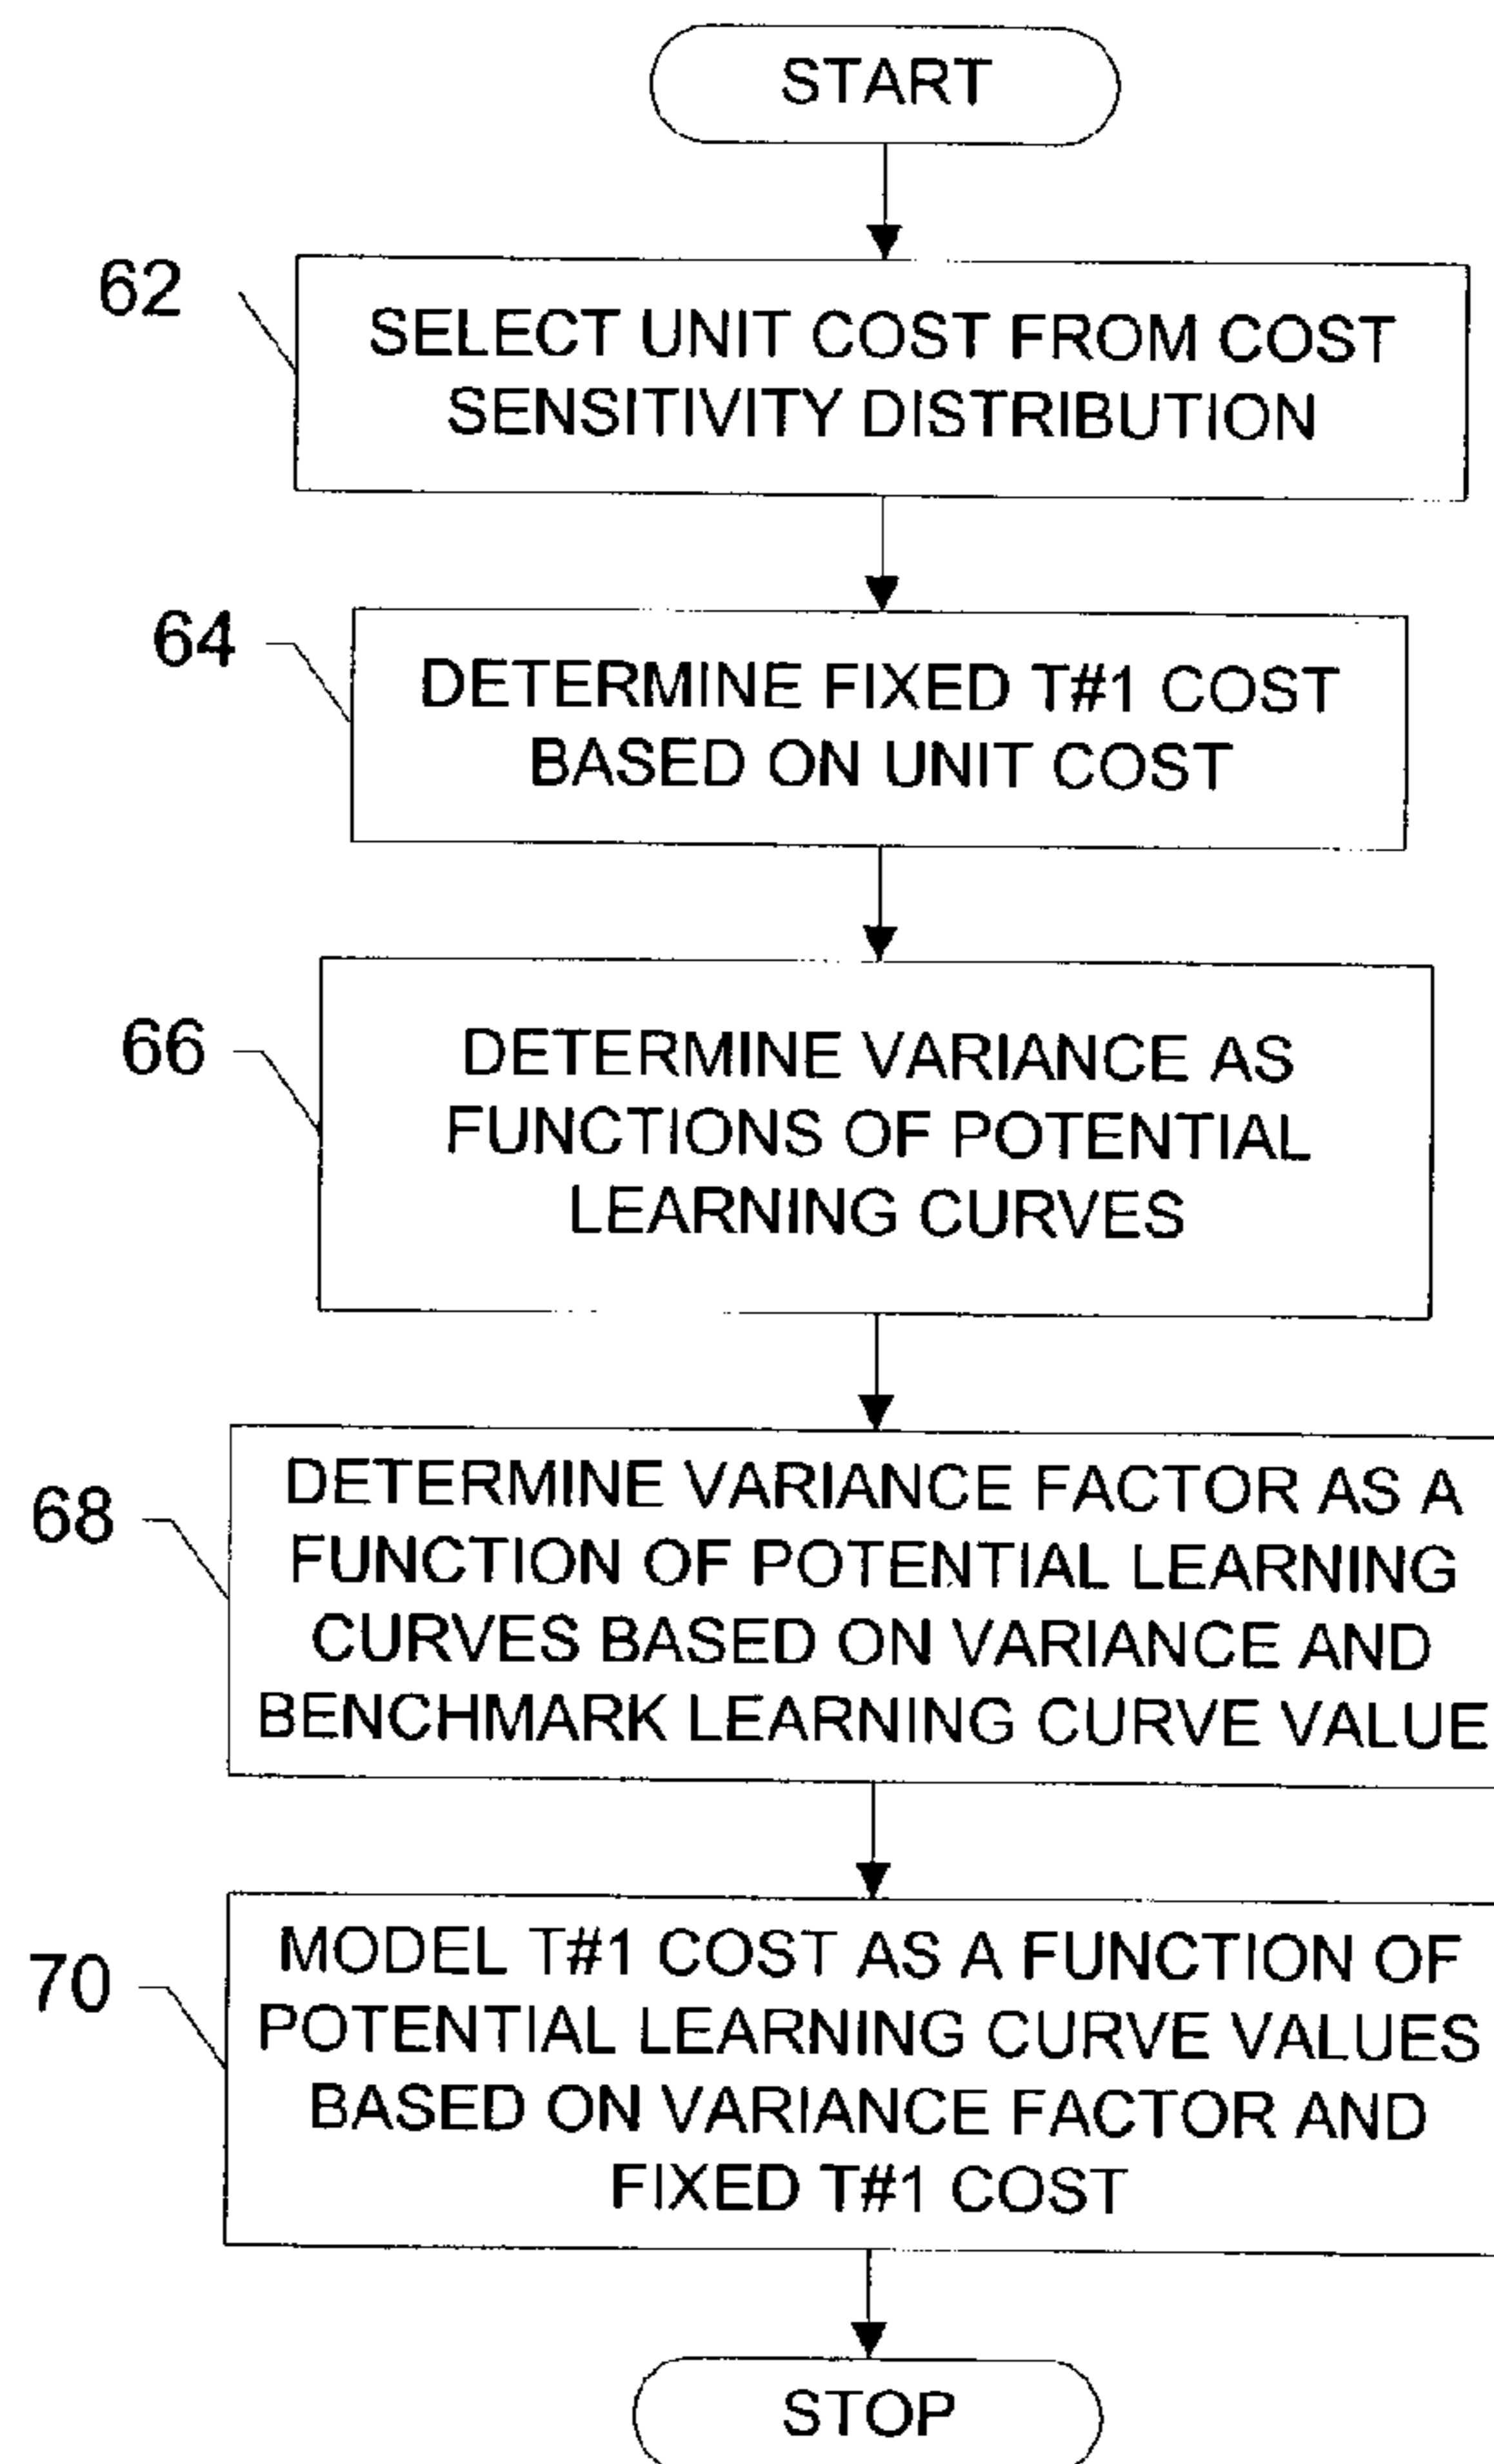 START
62
SELECT UNIT COST FROM COST
SENSITIVITY DISTRIBUTION
64
DETERMINE FIXED T#1 COST
BASED ON UNIT COST
66
DETERMINE VARIANCE AS
FUNCTIONS OF POTENTIAL
LEARNING CURVES
68
DETERMINE VARIANCE FACTOR AS A
FUNCTION OF POTENTIAL LEARNING
CURVES BASED ON VARIANCE AND
BENCHMARK LEARNING CURVE VALUE
70
MODEL T#1 COST AS A FUNCTION OF
POTENTIAL LEARNING CURVE VALUES
BASED ON VARIANCE FACTOR AND
FIXED T#1 COST
STOP